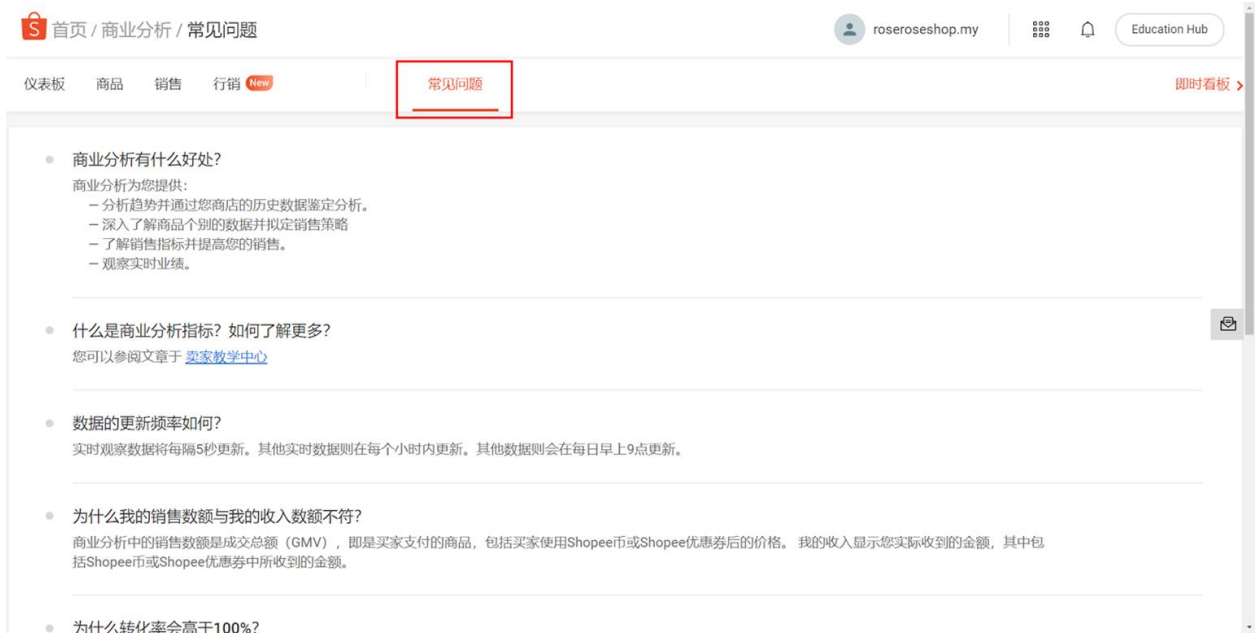 首页 / 商业分析 / 常见问题
roseroseshop.my
Education Hub
仪表板 商品 销售 行销 New 常见问题 即时看板
商业分析有什么好处？
商业分析为您提供：
– 分析趋势并通过您商店的历史数据鉴定分析。
– 深入了解商品个别的数据并拟定销售策略
– 了解销售指标并提高您的销售。
– 观察实时业绩。
什么是商业分析指标？如何了解更多？
您可以参阅文章于 卖家教学中心
数据的更新频率如何？
实时观察数据将每隔5秒更新。其他实时数据则在每个小时内更新。其他数据则会在每日早上9点更新。
为什么我的销售数额与我的收入数额不符？
商业分析中的销售数额是成交总额（GMV），即是买家支付的商品，包括买家使用Shopee币或Shopee优惠券后的价格。 我的收入显示您实际收到的金额，其中包
括Shopee币或Shopee优惠券中所收到的金额。
为什么转化率会高于100%？